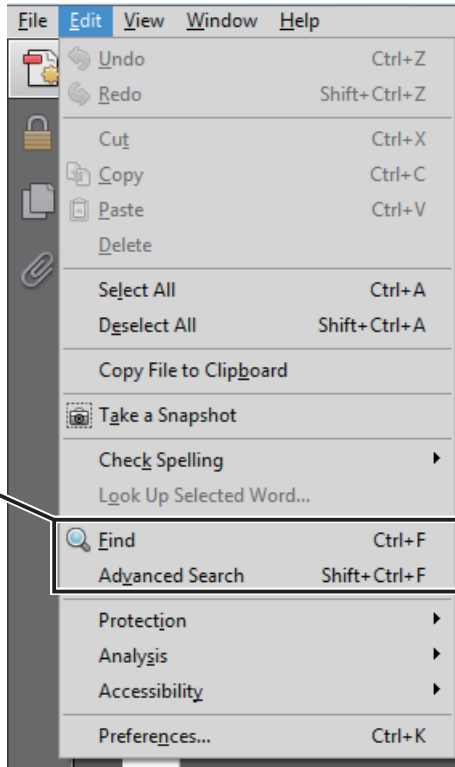 File Edit View Window Help
Undo Ctrl+Z
Redo Shift+Ctrl+Z
Cut Ctrl+X
Copy Ctrl+C
Paste Ctrl+V
Delete
Select All Ctrl+A
Deselect All Shift+Ctrl+A
Copy File to Clipboard
Take a Snapshot
Check Spelling
Look Up Selected Word...
Find Ctrl+F
Advanced Search Shift+Ctrl+F
Protection
Analysis
Accessibility
Preferences... Ctrl+K